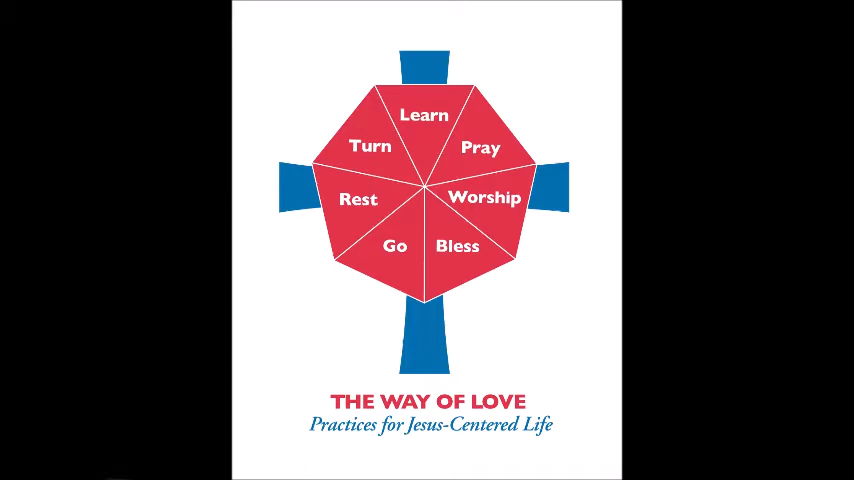 Learn
Turn
Pray
Rest
Worship
Go
Bless
THE WAY OF LOVE
Practices for Jesus-Centered Life